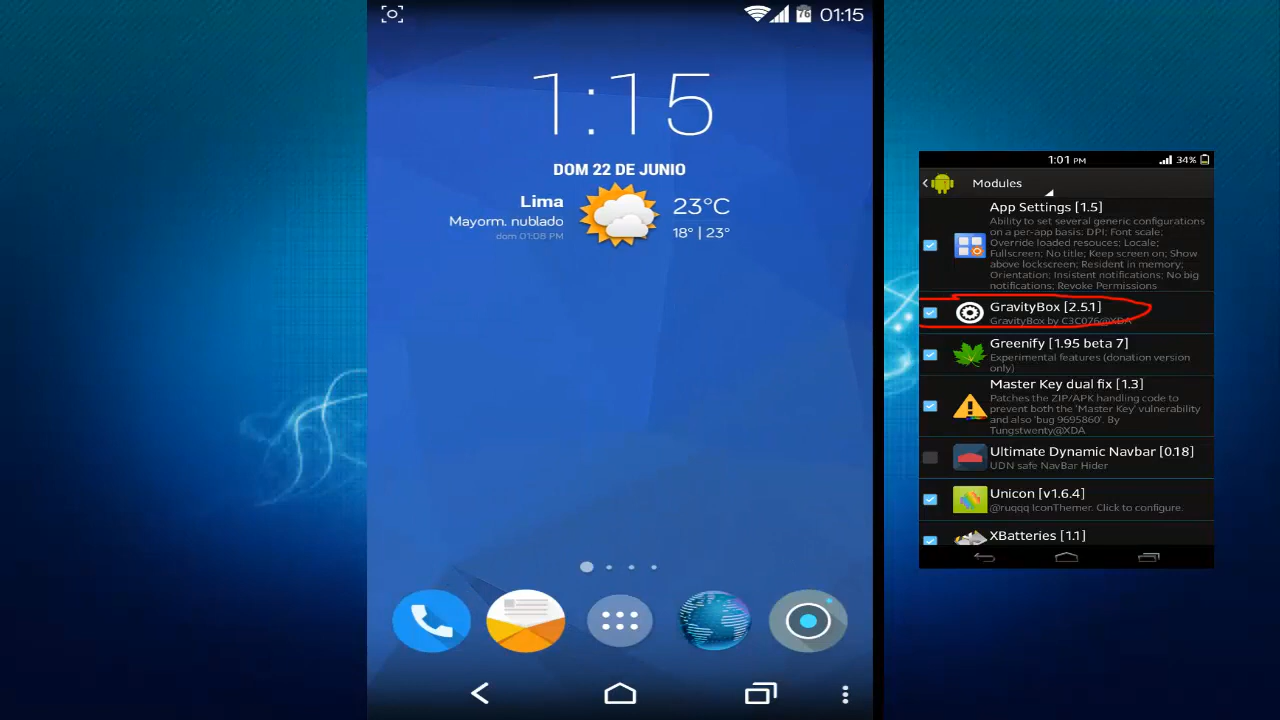 76 01:15
1:15
DOM 22 DE JUNIO
Lima
Mayorm. nublado
dom 01:08 PM
23°C
18° | 23°
1:01 PM 34%
Modules
App Settings [1.5]
Ability to set several generic configurations
on a per-app basis: DPI; Font scale;
Override loaded resouces; Locale;
Fullscreen; No title; Keep screen on; Show
above lockscreen; Resident in memory;
Orientation; Insistent notifications; No big
notifications; Revoke Permissions
GravityBox [2.5.1]
GravityBox by C3C076@XDA
Greenify [1.95 beta 7]
Experimental features (donation version
only)
Master Key dual fix [1.3]
Patches the ZIP/APK handling code to
prevent both the 'Master Key' vulnerability
and also 'bug 9695860'. By
Tungstwenty@XDA
Ultimate Dynamic Navbar [0.18]
UDN safe NavBar Hider
Unicon [v1.6.4]
@ruqqq IconThemer. Click to configure.
XBatteries [1.1]